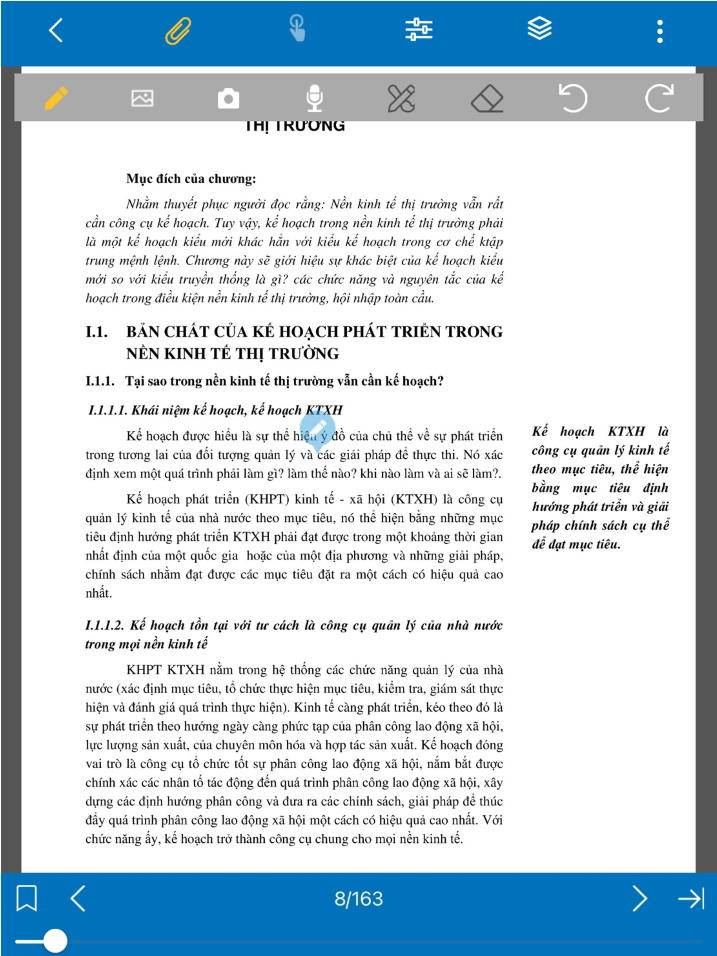 THỊ TRƯỜNG
Mục đích của chương:
Nhằm thuyết phục người đọc rằng: Nền kinh tế thị trường vẫn rất
cần công cụ kế hoạch. Tuy vậy, kế hoạch trong nền kinh tế thị trường phải
là một kế hoạch kiểu mới khác hẳn với kiểu kế hoạch trong cơ chế ktập
trung mệnh lệnh. Chương này sẽ giới hiệu sự khác biệt của kế hoạch kiểu
mới so với kiểu truyền thống là gì? các chức năng và nguyên tắc của kế
hoạch trong điều kiện nền kinh tế thị trường, hội nhập toàn cầu.
I.1. BẢN CHẤT CỦA KẾ HOẠCH PHÁT TRIỂN TRONG
NỀN KINH TẾ THỊ TRƯỜNG
I.1.1. Tại sao trong nền kinh tế thị trường vẫn cần kế hoạch?
I.1.1.1. Khái niệm kế hoạch, kế hoạch KTXH
Kế hoạch được hiểu là sự thể hiện ý đồ của chủ thể về sự phát triển
trong tương lai của đối tượng quản lý và các giải pháp để thực thi. Nó xác
định xem một quá trình phải làm gì? làm thế nào? khi nào làm và ai sẽ làm?.
Kế hoạch phát triển (KHPT) kinh tế - xã hội (KTXH) là công cụ
quản lý kinh tế của nhà nước theo mục tiêu, nó thể hiện bằng những mục
tiêu định hướng phát triển KTXH phải đạt được trong một khoảng thời gian
nhất định của một quốc gia hoặc của một địa phương và những giải pháp,
chính sách nhằm đạt được các mục tiêu đặt ra một cách có hiệu quả cao
nhất.
Kế hoạch KTXH là
công cụ quản lý kinh tế
theo mục tiêu, thể hiện
bằng mục tiêu định
hướng phát triển và giải
pháp chính sách cụ thể
để đạt mục tiêu.
I.1.1.2. Kế hoạch tồn tại với tư cách là công cụ quản lý của nhà nước
trong mọi nền kinh tế
KHPT KTXH nằm trong hệ thống các chức năng quản lý của nhà
nước (xác định mục tiêu, tổ chức thực hiện mục tiêu, kiểm tra, giám sát thực
hiện và đánh giá quá trình thực hiện). Kinh tế càng phát triển, kéo theo đó là
sự phát triển theo hướng ngày càng phức tạp của phân công lao động xã hội,
lực lượng sản xuất, của chuyên môn hóa và hợp tác sản xuất. Kế hoạch đóng
vai trò là công cụ tổ chức tốt sự phân công lao động xã hội, nắm bắt được
chính xác các nhân tố tác động đến quá trình phân công lao động xã hội, xây
dựng các định hướng phân công và đưa ra các chính sách, giải pháp để thúc
đẩy quá trình phân công lao động xã hội một cách có hiệu quả cao nhất. Với
chức năng ấy, kế hoạch trở thành công cụ chung cho mọi nền kinh tế.
8/163